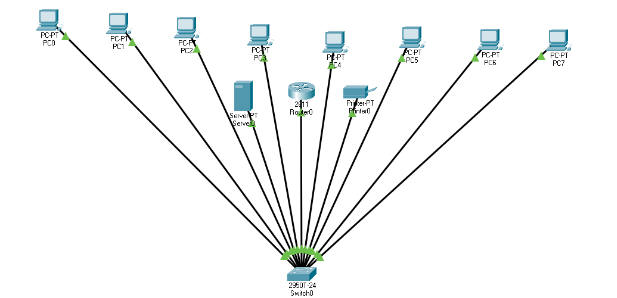 PC-PT
PC0
PC-PT
PC1
PC-PT
PC2
PC-PT
PC3
PC-PT
PC4
PC-PT
PC5
PC-PT
PC6
PC-PT
PC7
Server-PT
Server0
2811
Router0
Printer-PT
Printer0
2950T-24
Switch0